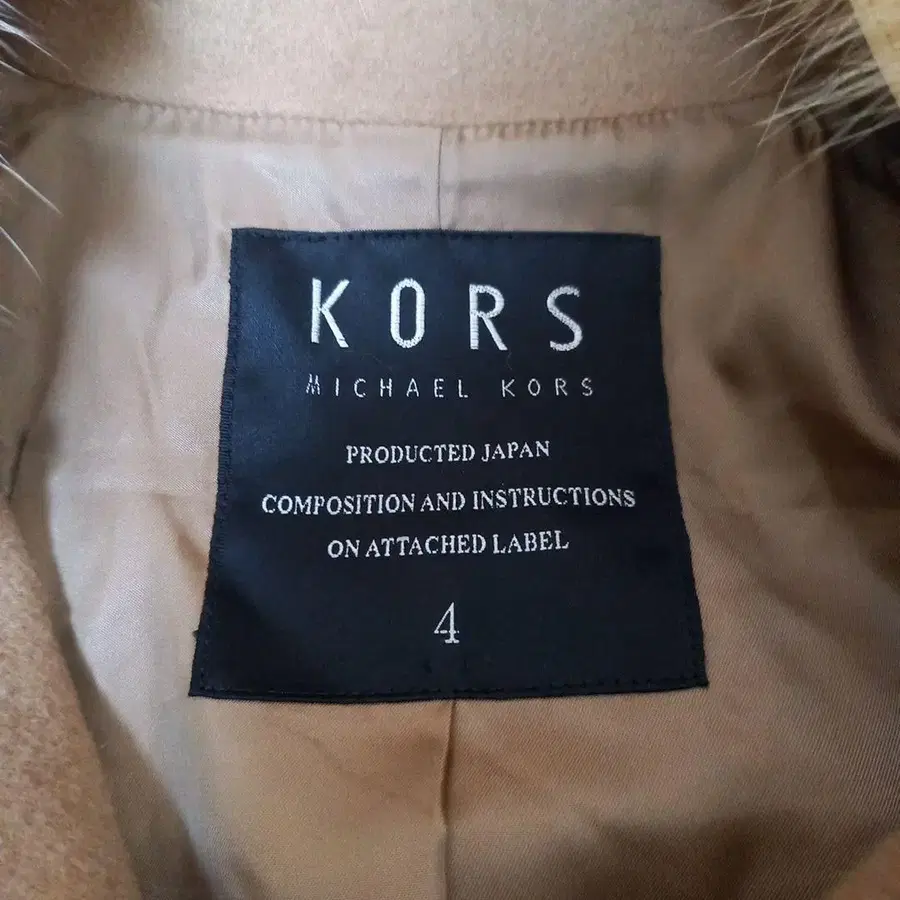 KORS
MICHAEL KORS
PRODUCTED JAPAN
COMPOSITION AND INSTRUCTIONS
ON ATTACHED LABEL
4